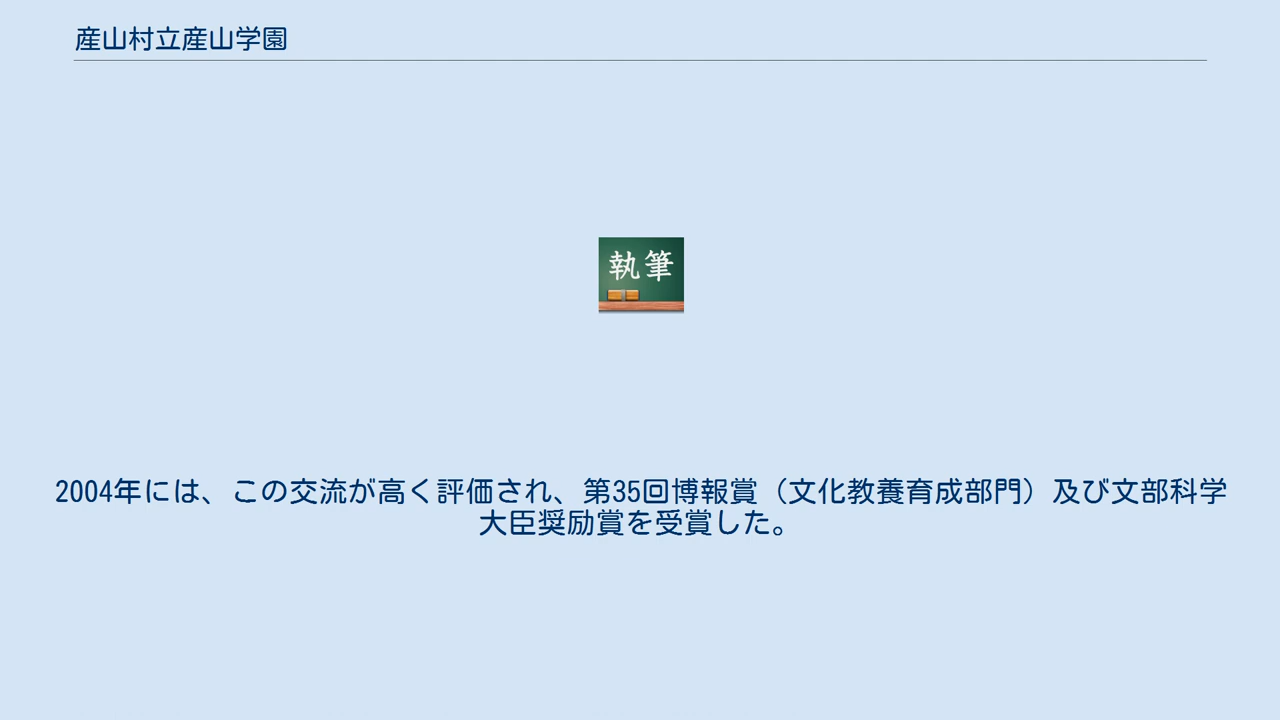 産山村立産山学園
執筆
2004年には、この交流が高く評価され、第35回博報賞（文化教養育成部門）及び文部科学
大臣奨励賞を受賞した。